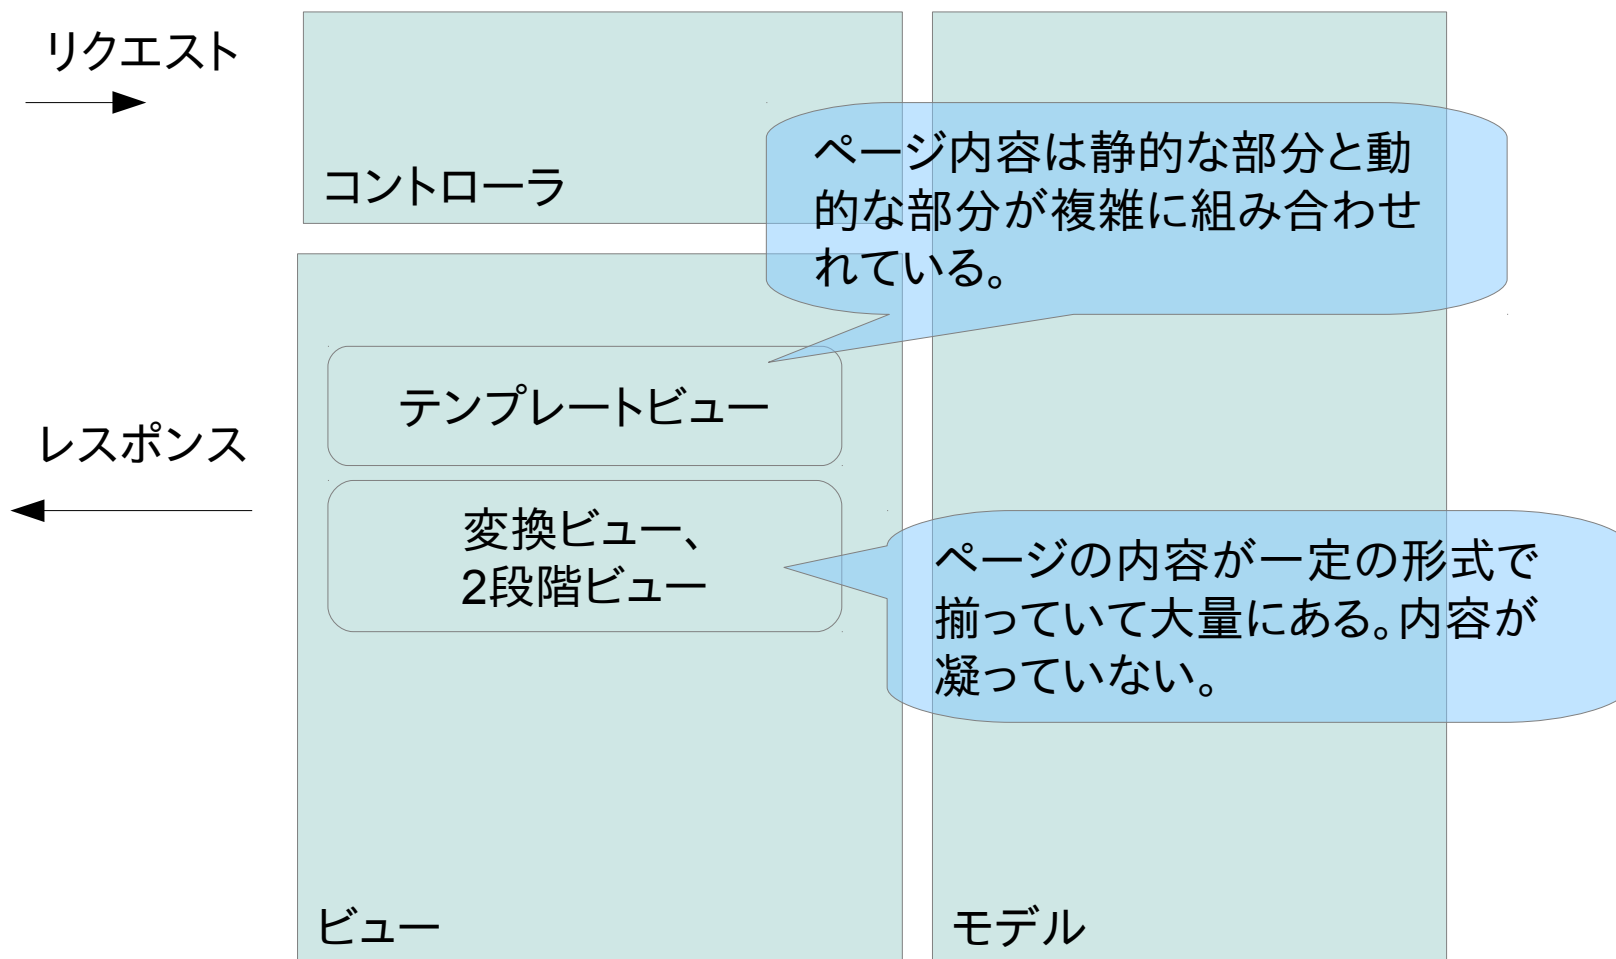 リクエスト
コントローラ
ページ内容は静的な部分と動
的な部分が複雑に組み合わせ
れている。
テンプレートビュー
レスポンス
変換ビュー、
2段階ビュー
ページの内容が一定の形式で
揃っていて大量にある。内容が
凝っていない。
ビュー
モデル